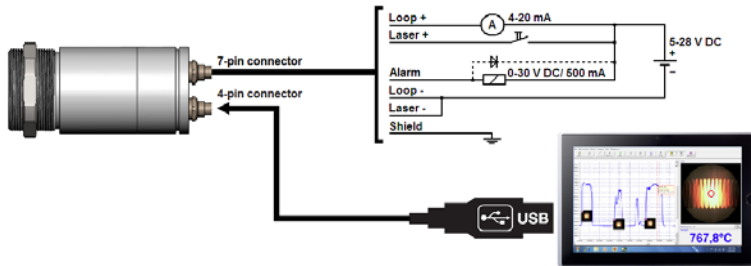 Loop +
A
4-20 mA
Laser +
5-28 V DC
+
−
7-pin connector
Alarm
0-30 V DC/ 500 mA
4-pin connector
Loop -
Laser -
Shield
USB
767,8°C